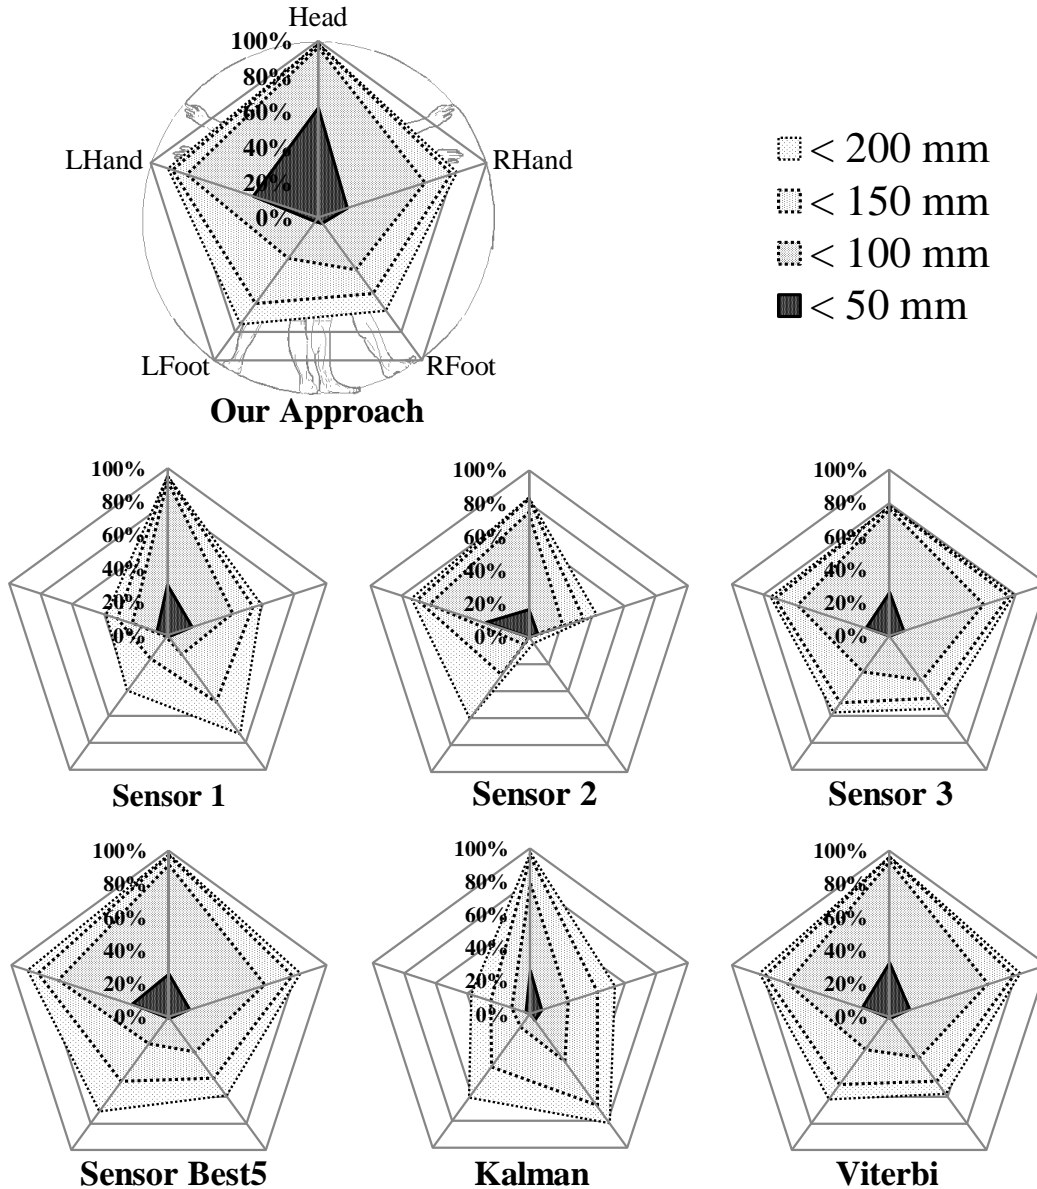 Head
100%
80%
60%
40%
20%
0%
LHand
RHand
LFoot
RFoot
Our Approach
< 200 mm
< 150 mm
< 100 mm
< 50 mm
100%
80%
60%
40%
20%
0%
Sensor 1
100%
80%
60%
40%
20%
0%
Sensor 2
100%
80%
60%
40%
20%
0%
Sensor 3
100%
80%
60%
40%
20%
0%
Sensor Best5
100%
80%
60%
40%
20%
0%
Kalman
100%
80%
60%
40%
20%
0%
Viterbi